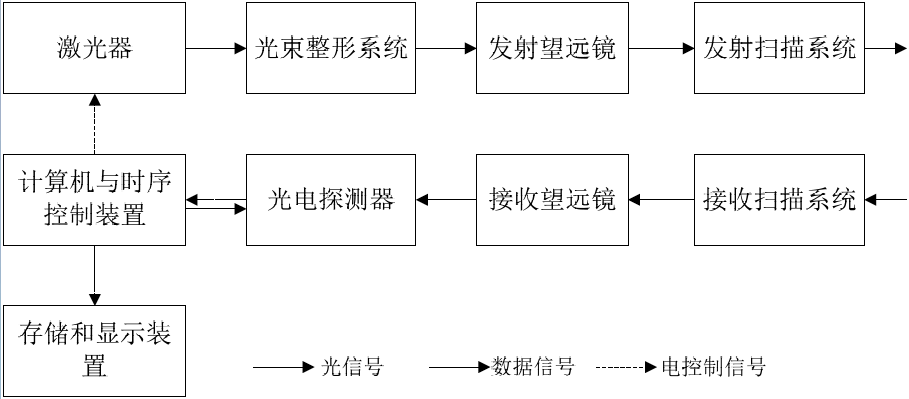 激光器
光束整形系统
发射望远镜
发射扫描系统
计算机与时序
控制装置
光电探测器
接收望远镜
接收扫描系统
存储和显示装
置
光信号
数据信号
电控制信号